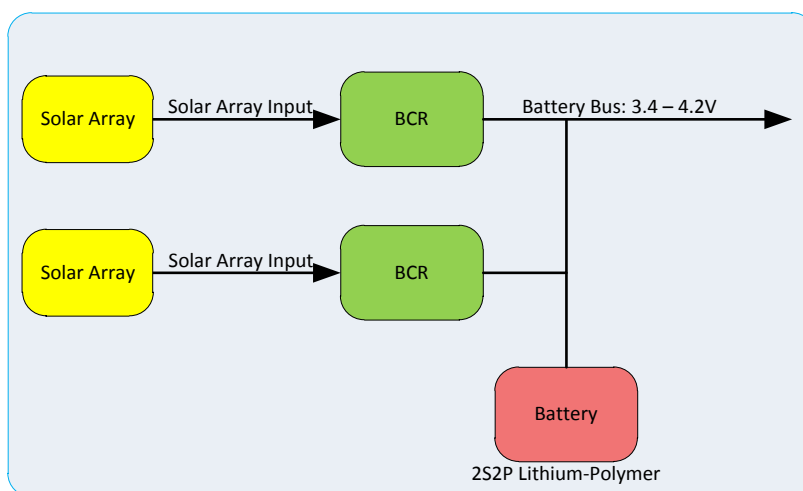 Solar Array
Solar Array Input
BCR
Battery Bus: 3.4 – 4.2V
Solar Array
Solar Array Input
BCR
Battery
2S2P Lithium-Polymer